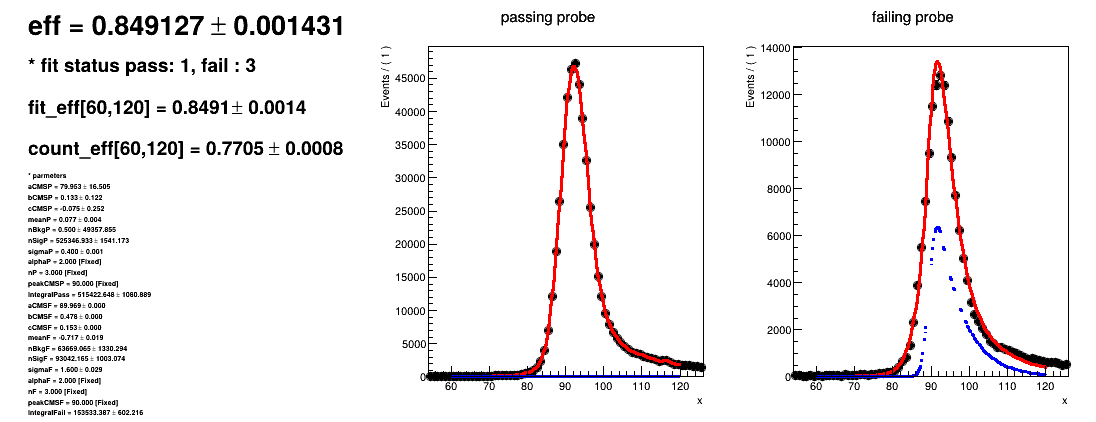 eff = 0.849127 ± 0.001431
* fit status pass: 1, fail : 3
fit_eff[60,120] = 0.8491± 0.0014
count_eff[60,120] = 0.7705 ± 0.0008
* parmeters
aCMSP = 79.953 ± 16.505
bCMSP = 0.133 ± 0.122
cCMSP = -0.075 ± 0.252
meanP = 0.077 ± 0.004
nBkgP = 0.500 ± 49357.855
nSigP = 525346.933 ± 1541.173
sigmaP = 0.400 ± 0.001
alphaP = 2.000 [Fixed]
nP = 3.000 [Fixed]
peakCMSP = 90.000 [Fixed]
integralPass = 515422.648 ± 1060.889
aCMSF = 89.969 ± 0.000
bCMSF = 0.478 ± 0.000
cCMSF = 0.153 ± 0.000
meanF = -0.717 ± 0.019
nBkgF = 63669.065 ± 1330.294
nSigF = 93042.165 ± 1003.074
sigmaF = 1.600 ± 0.029
alphaF = 2.000 [Fixed]
nF = 3.000 [Fixed]
peakCMSF = 90.000 [Fixed]
integralFail = 153533.387 ± 602.216
passing probe
Events / ( 1 )
45000
40000
35000
30000
25000
20000
15000
10000
5000
0
60 70 80 90 100 110 120
x
failing probe
Events / ( 1 )
14000
12000
10000
8000
6000
4000
2000
0
60 70 80 90 100 110 120
x